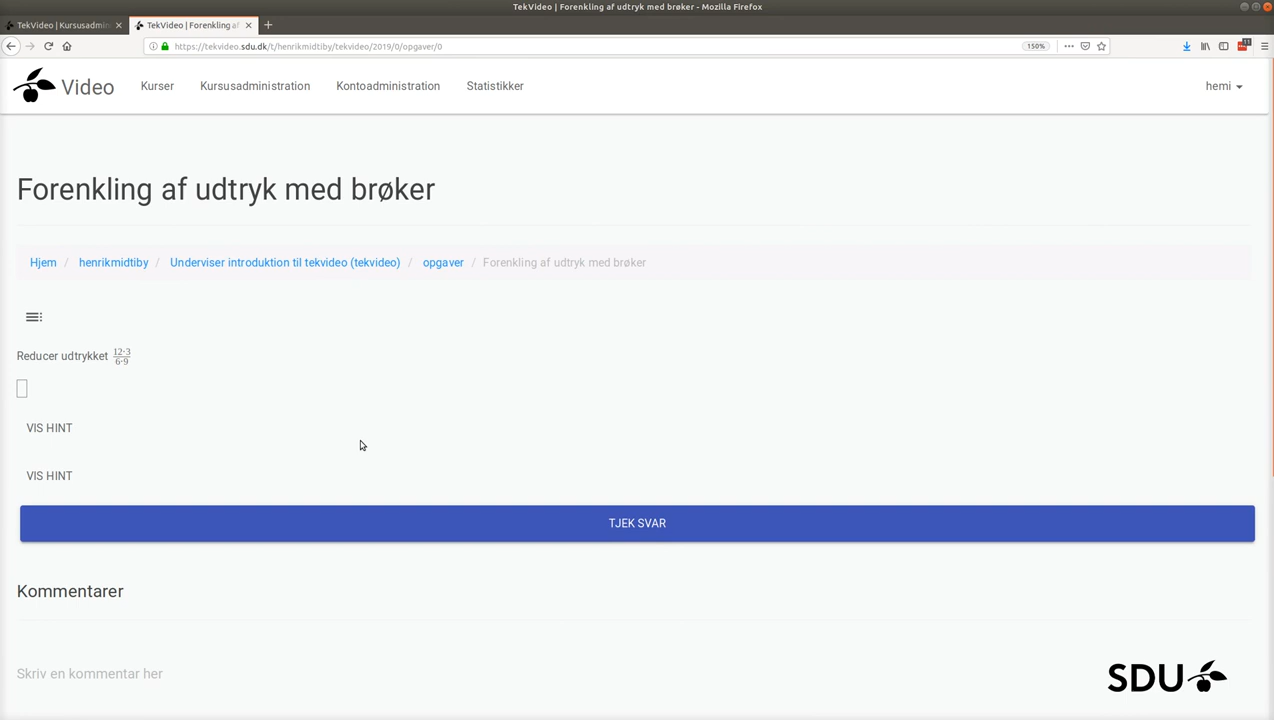 TekVideo | Forenkling af udtryk med brøker - Mozilla Firefox
TekVideo | Kursusadmin
TekVideo | Forenkling af
https://tekvideo.sdu.dk/t/henrikmidtiby/tekvideo/2019/0/opgaver/0
150%
11
Video
Kurser
Kursusadministration
Kontoadministration
Statistikker
hemi
Forenkling af udtryk med brøker
Hjem / henrikmidtiby / Underviser introduktion til tekvideo (tekvideo) / opgaver / Forenkling af udtryk med brøker
Reducer udtrykket 12·3/6·9
VIS HINT
VIS HINT
TJEK SVAR
Kommentarer
Skriv en kommentar her
SDU